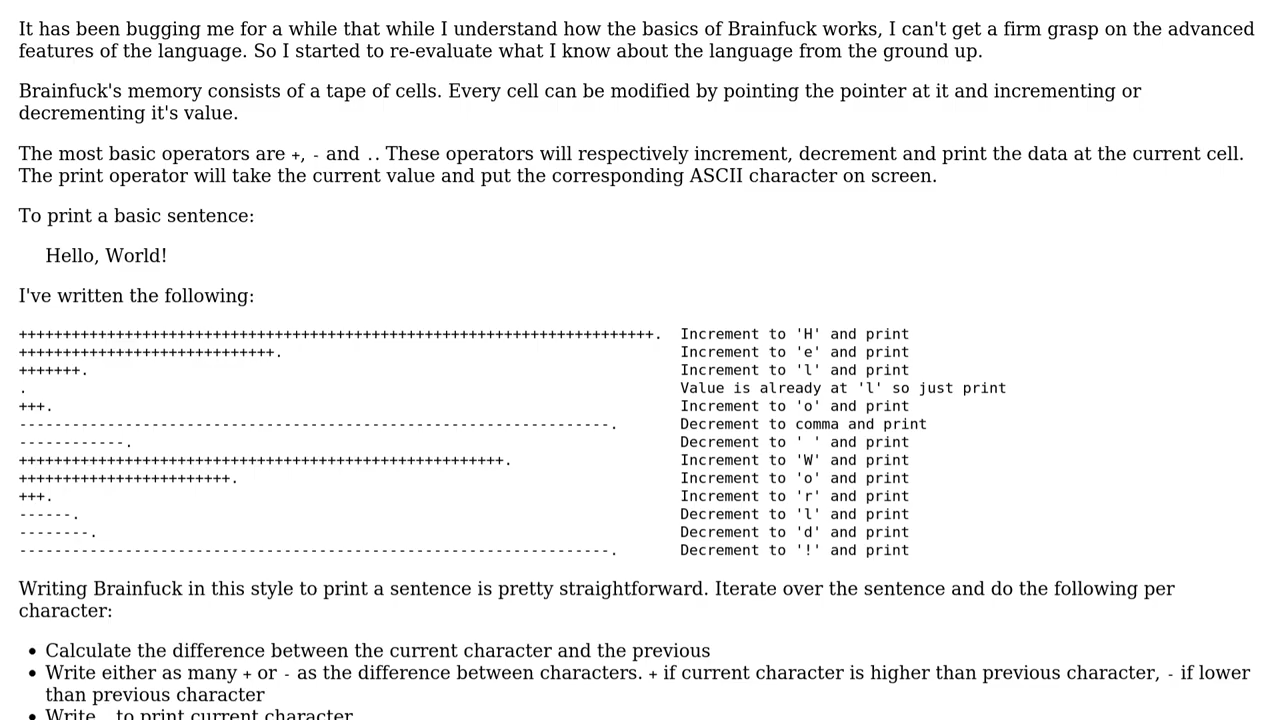 It has been bugging me for a while that while I understand how the basics of Brainfuck works, I can't get a firm grasp on the advanced
features of the language. So I started to re-evaluate what I know about the language from the ground up.
Brainfuck's memory consists of a tape of cells. Every cell can be modified by pointing the pointer at it and incrementing or
decrementing it's value.
The most basic operators are +, - and .. These operators will respectively increment, decrement and print the data at the current cell.
The print operator will take the current value and put the corresponding ASCII character on screen.
To print a basic sentence:
Hello, World!
I've written the following:
++++++++++++++++++++++++++++++++++++++++++++++++++++++++++++++++++++++++. Increment to 'H' and print
+++++++++++++++++++++++++++++. Increment to 'e' and print
+++++++. Increment to 'l' and print
. Value is already at 'l' so just print
+++. Increment to 'o' and print
-------------------------------------------------------------------. Decrement to comma and print
------------. Decrement to ' ' and print
+++++++++++++++++++++++++++++++++++++++++++++++++++++++. Increment to 'W' and print
++++++++++++++++++++++++. Increment to 'o' and print
+++. Increment to 'r' and print
------. Decrement to 'l' and print
--------. Decrement to 'd' and print
-------------------------------------------------------------------. Decrement to '!' and print
Writing Brainfuck in this style to print a sentence is pretty straightforward. Iterate over the sentence and do the following per
character:
• Calculate the difference between the current character and the previous
• Write either as many + or - as the difference between characters. + if current character is higher than previous character, - if lower
than previous character
• Write . to print current character